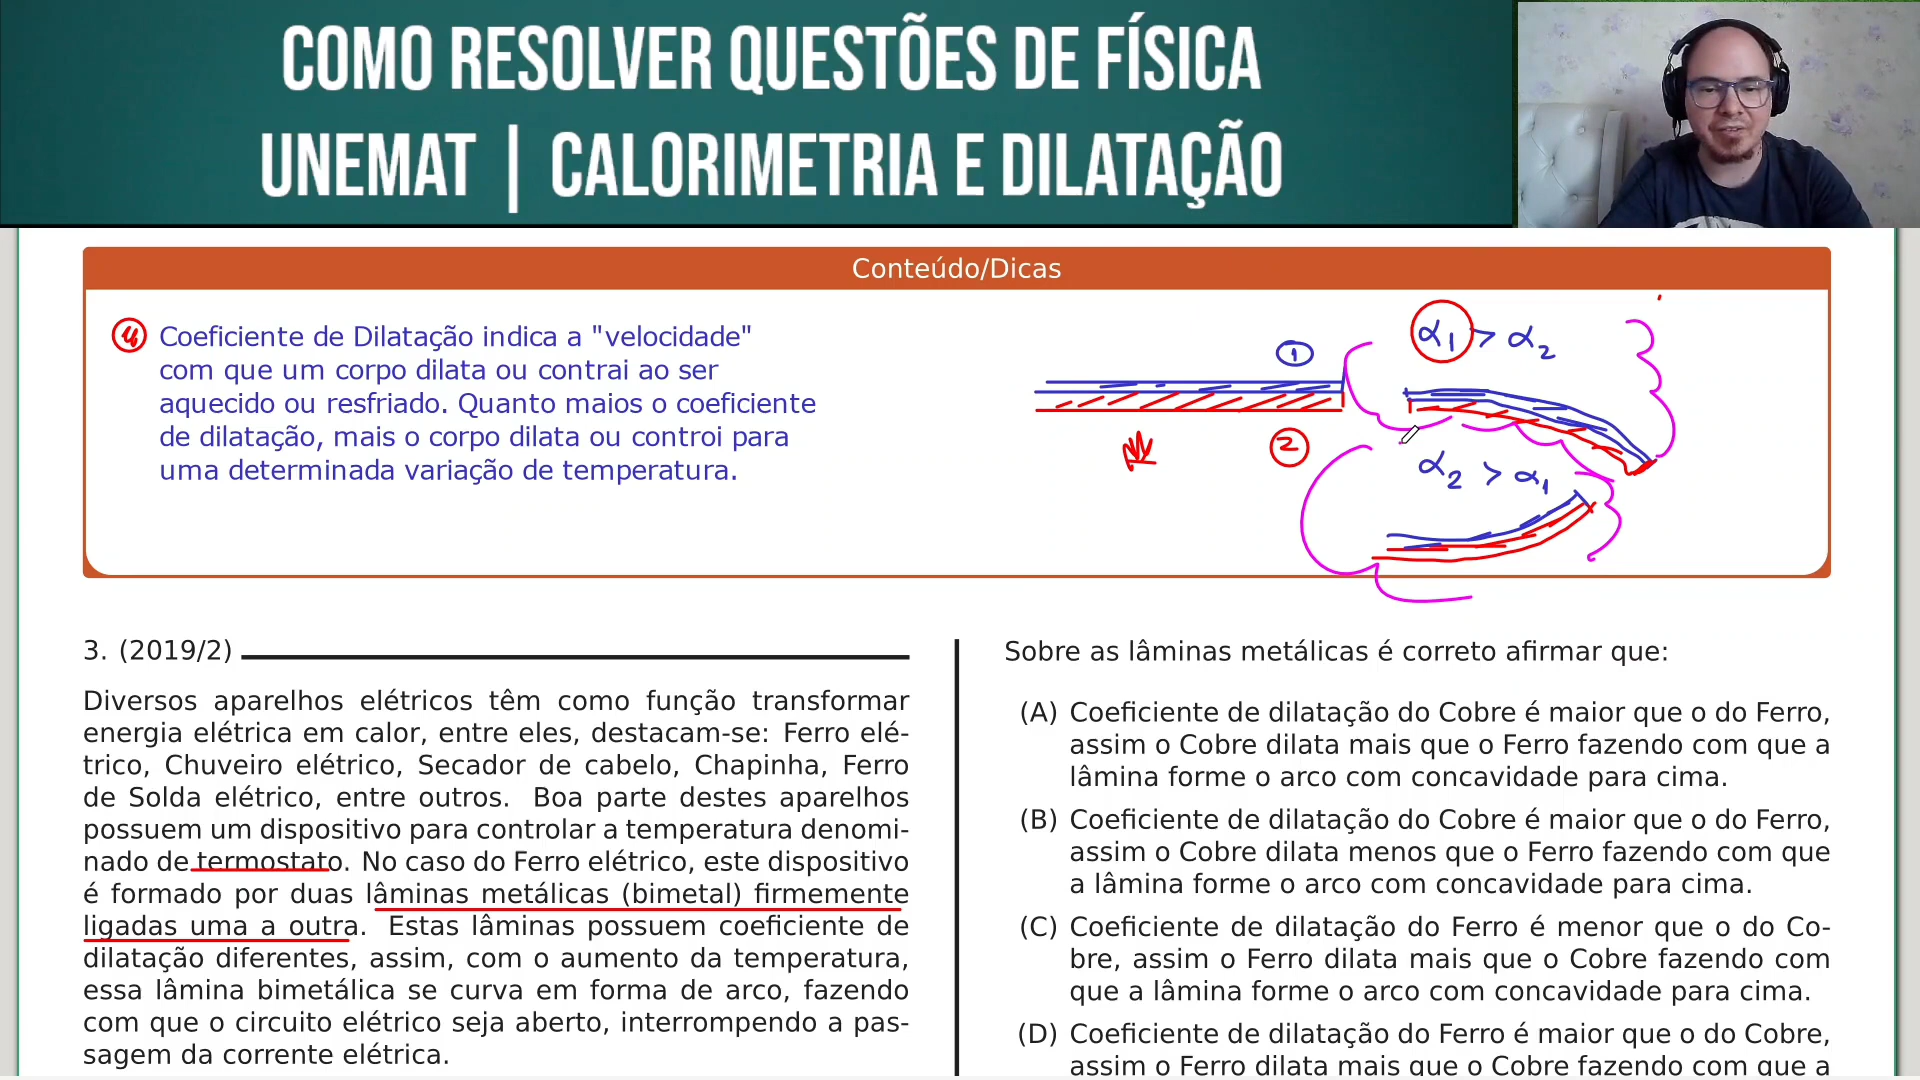 COMO RESOLVER QUESTÕES DE FÍSICA
UNEMAT | CALORIMETRIA E DILATAÇÃO
Conteúdo/Dicas
Coeficiente de Dilatação indica a "velocidade"
com que um corpo dilata ou contrai ao ser
aquecido ou resfriado. Quanto maios o coeficiente
de dilatação, mais o corpo dilata ou controi para
uma determinada variação de temperatura.
1
2
α1 > α2
α2 > α1
3. (2019/2)
Diversos aparelhos elétricos têm como função transformar
energia elétrica em calor, entre eles, destacam-se: Ferro elé-
trico, Chuveiro elétrico, Secador de cabelo, Chapinha, Ferro
de Solda elétrico, entre outros. Boa parte destes aparelhos
possuem um dispositivo para controlar a temperatura denomi-
nado de termostato. No caso do Ferro elétrico, este dispositivo
é formado por duas lâminas metálicas (bimetal) firmemente
ligadas uma a outra. Estas lâminas possuem coeficiente de
dilatação diferentes, assim, com o aumento da temperatura,
essa lâmina bimetálica se curva em forma de arco, fazendo
com que o circuito elétrico seja aberto, interrompendo a pas-
sagem da corrente elétrica.
Sobre as lâminas metálicas é correto afirmar que:
(A) Coeficiente de dilatação do Cobre é maior que o do Ferro,
assim o Cobre dilata mais que o Ferro fazendo com que a
lâmina forme o arco com concavidade para cima.
(B) Coeficiente de dilatação do Cobre é maior que o do Ferro,
assim o Cobre dilata menos que o Ferro fazendo com que
a lâmina forme o arco com concavidade para cima.
(C) Coeficiente de dilatação do Ferro é menor que o do Co-
bre, assim o Ferro dilata mais que o Cobre fazendo com
que a lâmina forme o arco com concavidade para cima.
(D) Coeficiente de dilatação do Ferro é maior que o do Cobre,
assim o Ferro dilata mais que o Cobre fazendo com que a